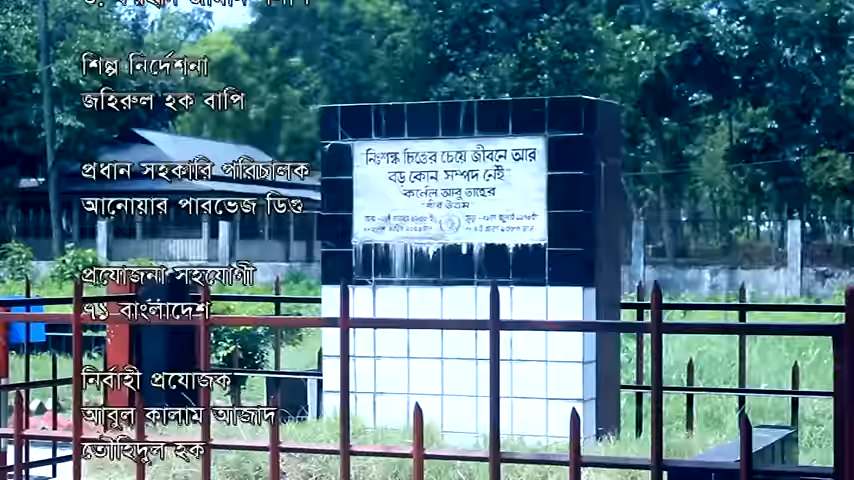 শিল্প নির্দেশনা
জহিরুল হক বাপি
প্রধান সহকারি পরিচালক
আনোয়ার পারভেজ ডিগু
প্রযোজনা সহযোগী
৭১ বাংলাদেশ
নির্বাহী প্রযোজক
আবুল কালাম আজাদ
তৌহিদুল হক
নিঃশঙ্ক চিত্তের চেয়ে জীবনে আর
বড় কোন সম্পদ নেই
কর্নেল আবু তাহের
"বীর উত্তম"